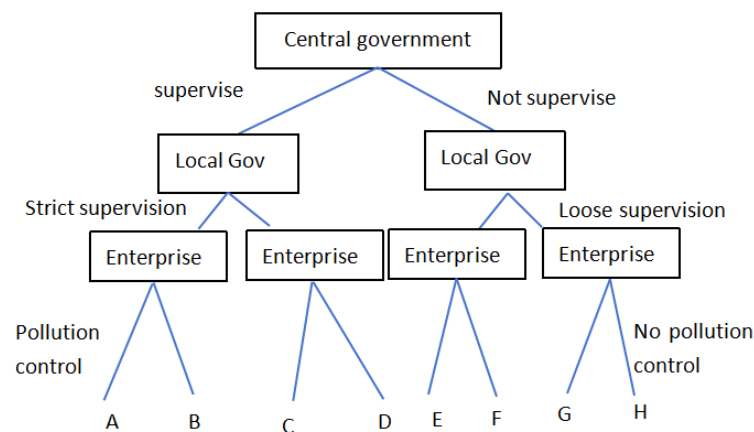 Central government
supervise
Not supervise
Local Gov
Local Gov
Strict supervision
Loose supervision
Enterprise
Enterprise
Enterprise
Enterprise
Pollution
control
No pollution
control
A
B
C
D
E
F
G
H